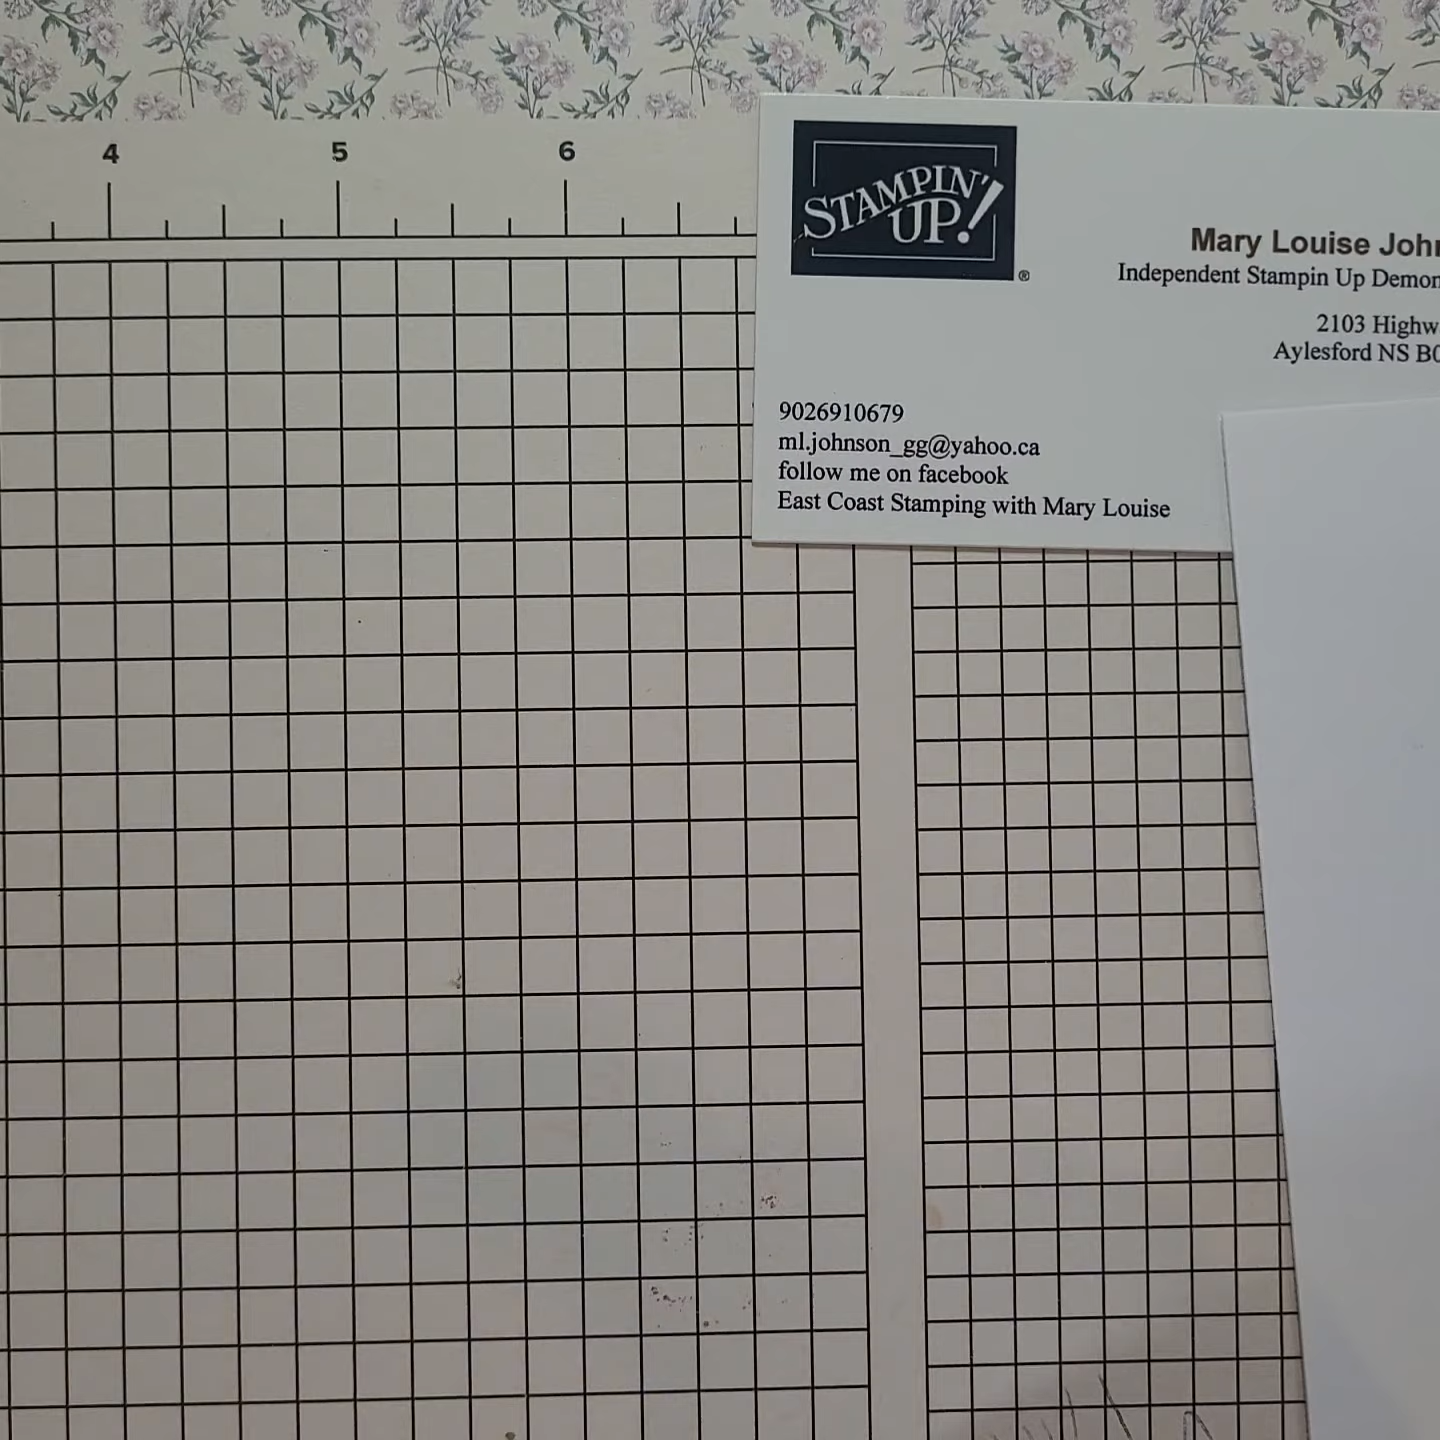 4 5 6
STAMPIN'
UP!
®
Mary Louise
Independent Stampin Up
2103
Aylesford NS
9026910679
ml.johnson_gg@yahoo.ca
follow me on facebook
East Coast Stamping with Mary Louise